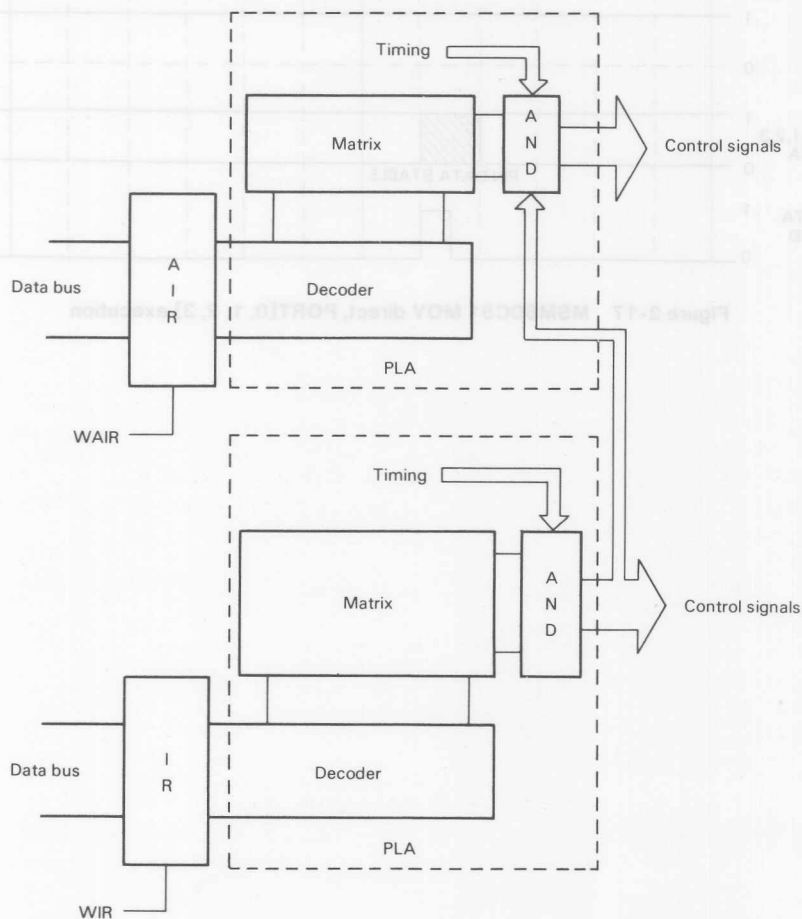 Timing
Matrix
A
N
D
Control signals
A
I
R
Data bus
Decoder
PLA
WAIR
Timing
Matrix
A
N
D
Control signals
I
R
Data bus
Decoder
PLA
WIR